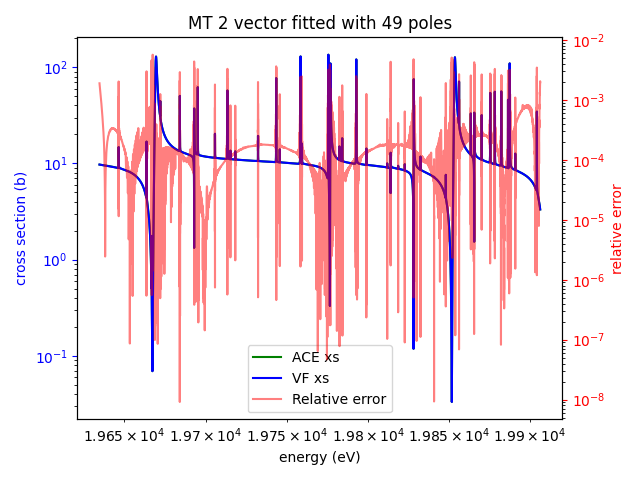 MT 2 vector fitted with 49 poles
cross section (b)
10²
10¹
10⁰
10⁻¹
10⁻²
10⁻³
10⁻⁴
10⁻⁵
10⁻⁶
10⁻⁷
10⁻⁸
relative error
ACE xs
VF xs
Relative error
1.965 × 10⁴ 1.97 × 10⁴ 1.975 × 10⁴ 1.98 × 10⁴ 1.985 × 10⁴ 1.99 × 10⁴
energy (eV)